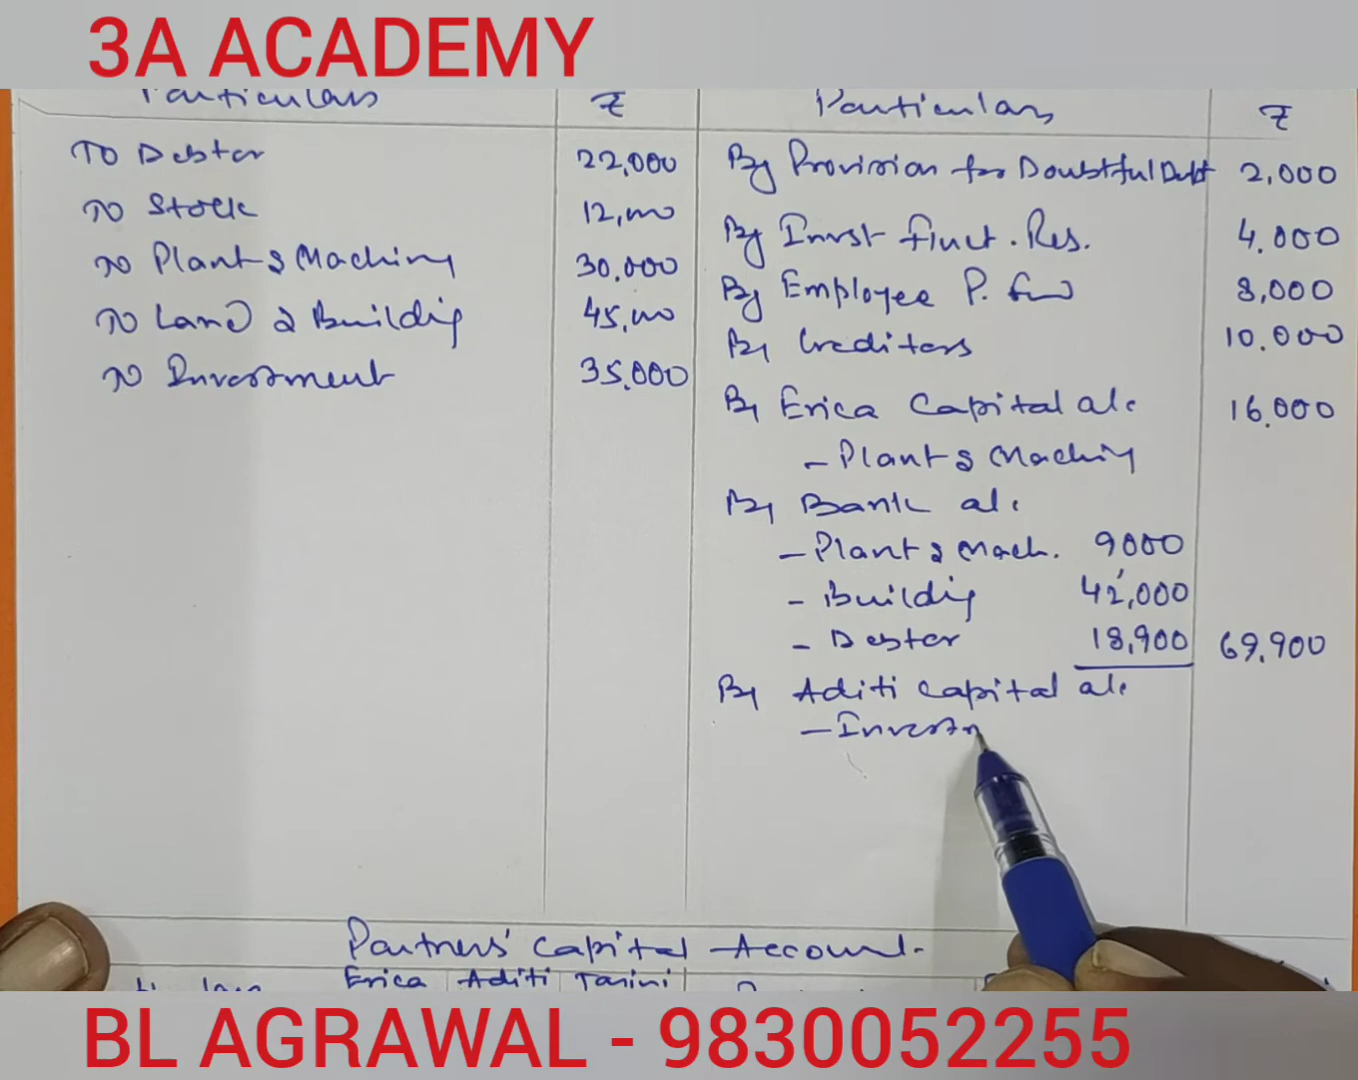 3A ACADEMY
Particulars ₹ Particulars ₹
To Debtor 22,000 By Provision for Doubtful Debt 2,000
To Stock 12,000 By Invst fluct. Res. 4,000
To Plant & Machinery 30,000 By Employee P. fund 8,000
To Land & Building 45,000 By Creditors 10,000
To Investment 35,000 By Erica Capital a/c 16,000
- Plant & Machinery
By Bank a/c
- Plant & Mach. 9000
- Building 42,000
- Debtor 18,900 69,900
By Aditi Capital a/c
- Investm
Partners' Capital Account.
Erica Aditi Tarini
BL AGRAWAL - 9830052255